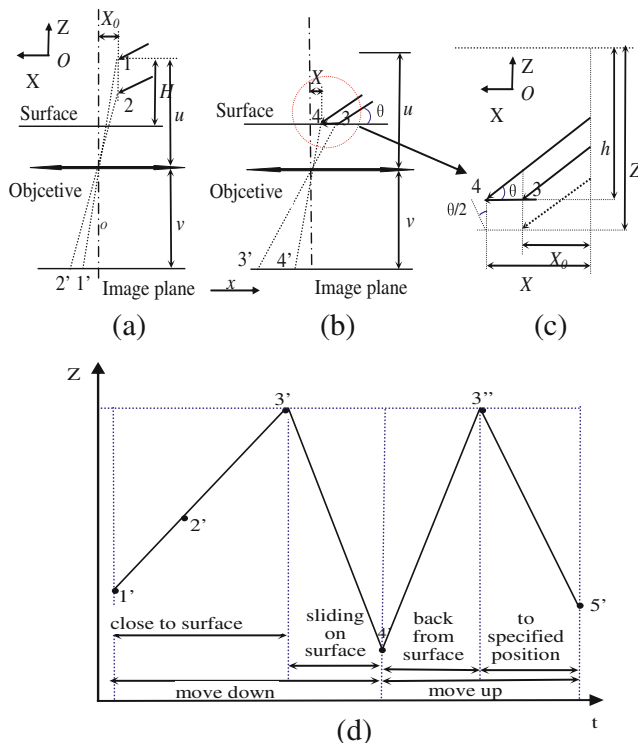 X0
Z
O
X
1
2
H
u
Surface
Objcetive
v
o
2' 1'
Image plane
(a)
x
Z
O
X
X
4 3 θ
Surface
u
Objcetive
v
3' 4'
Image plane
(b)
Z
O
X
4 θ 3
h
Z
θ/2
X0
X
(c)
Z
3' 3''
2'
1'
5'
4'
close to surface
sliding
on
surface
back
from
surface
to
specified
position
move down
move up
t
(d)